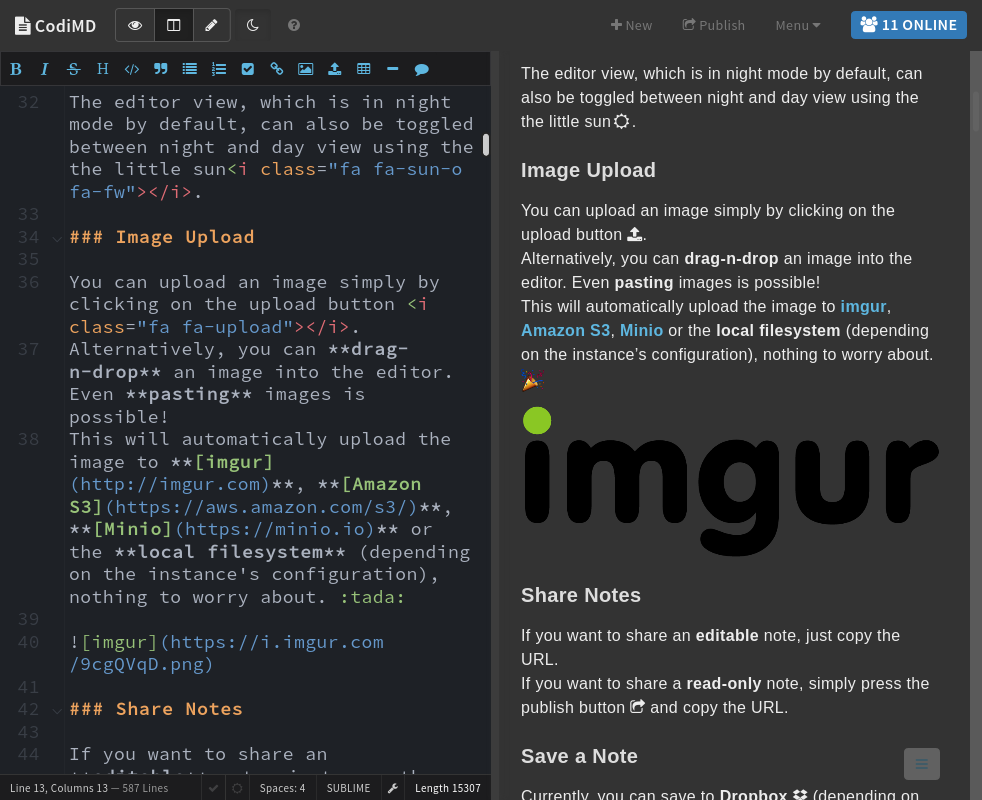 CodiMD
New
Publish
Menu
11 ONLINE
B I S H
32
The editor view, which is in night
mode by default, can also be toggled
between night and day view using the
the little sun<i class="fa fa-sun-o
fa-fw"></i>.
33
34
### Image Upload
35
36
You can upload an image simply by
clicking on the upload button <i
class="fa fa-upload"></i>.
37
Alternatively, you can **drag-
n-drop** an image into the editor.
Even **pasting** images is
possible!
38
This will automatically upload the
image to **[imgur]
(http://imgur.com)**, **[Amazon
S3](https://aws.amazon.com/s3/)**,
**[Minio](https://minio.io)** or
the **local filesystem** (depending
on the instance's configuration),
nothing to worry about. :tada:
39
40
![imgur](https://i.imgur.com
/9cgQVqD.png)
41
42
### Share Notes
43
44
If you want to share an
Line 13, Columns 13 — 587 Lines
Spaces: 4
SUBLIME
Length 15307
The editor view, which is in night mode by default, can
also be toggled between night and day view using the
the little sun .
Image Upload
You can upload an image simply by clicking on the
upload button .
Alternatively, you can drag-n-drop an image into the
editor. Even pasting images is possible!
This will automatically upload the image to imgur,
Amazon S3, Minio or the local filesystem (depending
on the instance’s configuration), nothing to worry about.
imgur
Share Notes
If you want to share an editable note, just copy the
URL.
If you want to share a read-only note, simply press the
publish button and copy the URL.
Save a Note
Currently, you can save to Dropbox (depending on